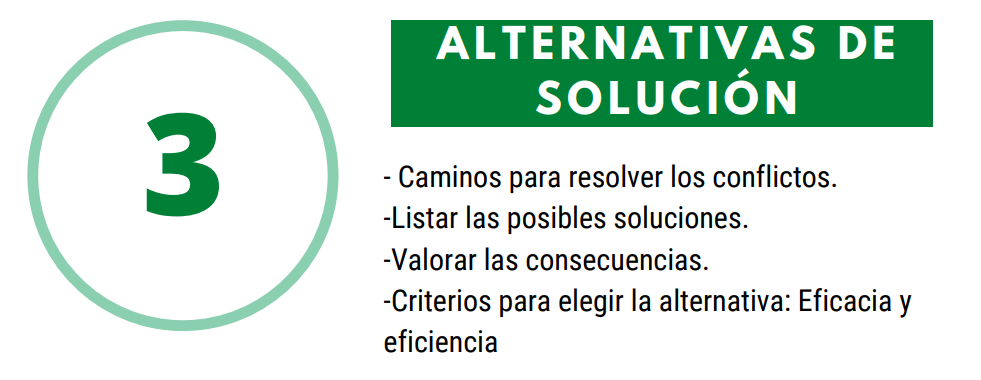 3
ALTERNATIVAS DE
SOLUCIÓN
- Caminos para resolver los conflictos.
-Listar las posibles soluciones.
-Valorar las consecuencias.
-Criterios para elegir la alternativa: Eficacia y
eficiencia